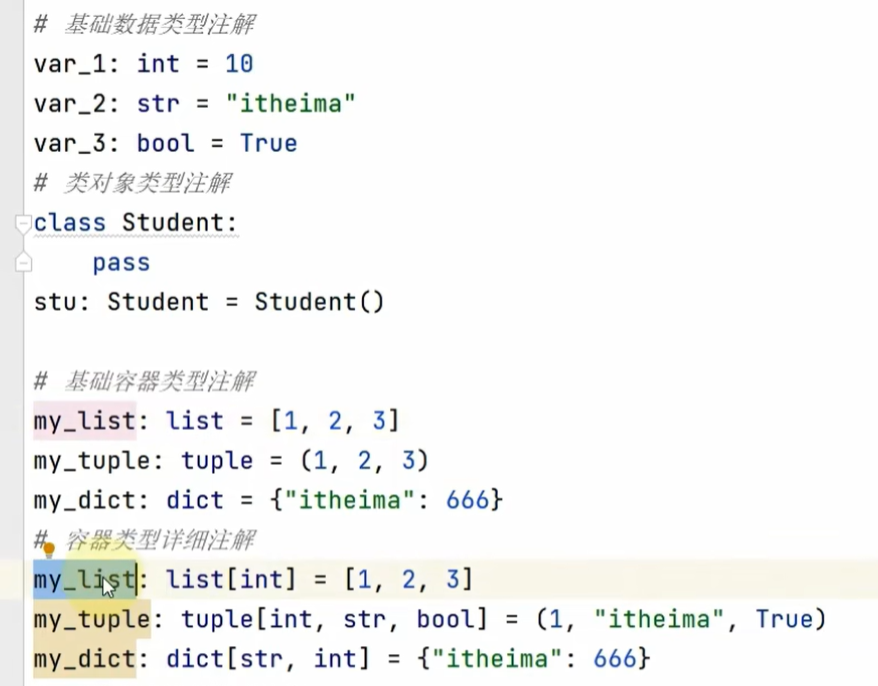 # 基础数据类型注解
var_1: int = 10
var_2: str = "itheima"
var_3: bool = True
# 类对象类型注解
class Student:
    pass
stu: Student = Student()
# 基础容器类型注解
my_list: list = [1, 2, 3]
my_tuple: tuple = (1, 2, 3)
my_dict: dict = {"itheima": 666}
# 容器类型详细注解
my_list: list[int] = [1, 2, 3]
my_tuple: tuple[int, str, bool] = (1, "itheima", True)
my_dict: dict[str, int] = {"itheima": 666}